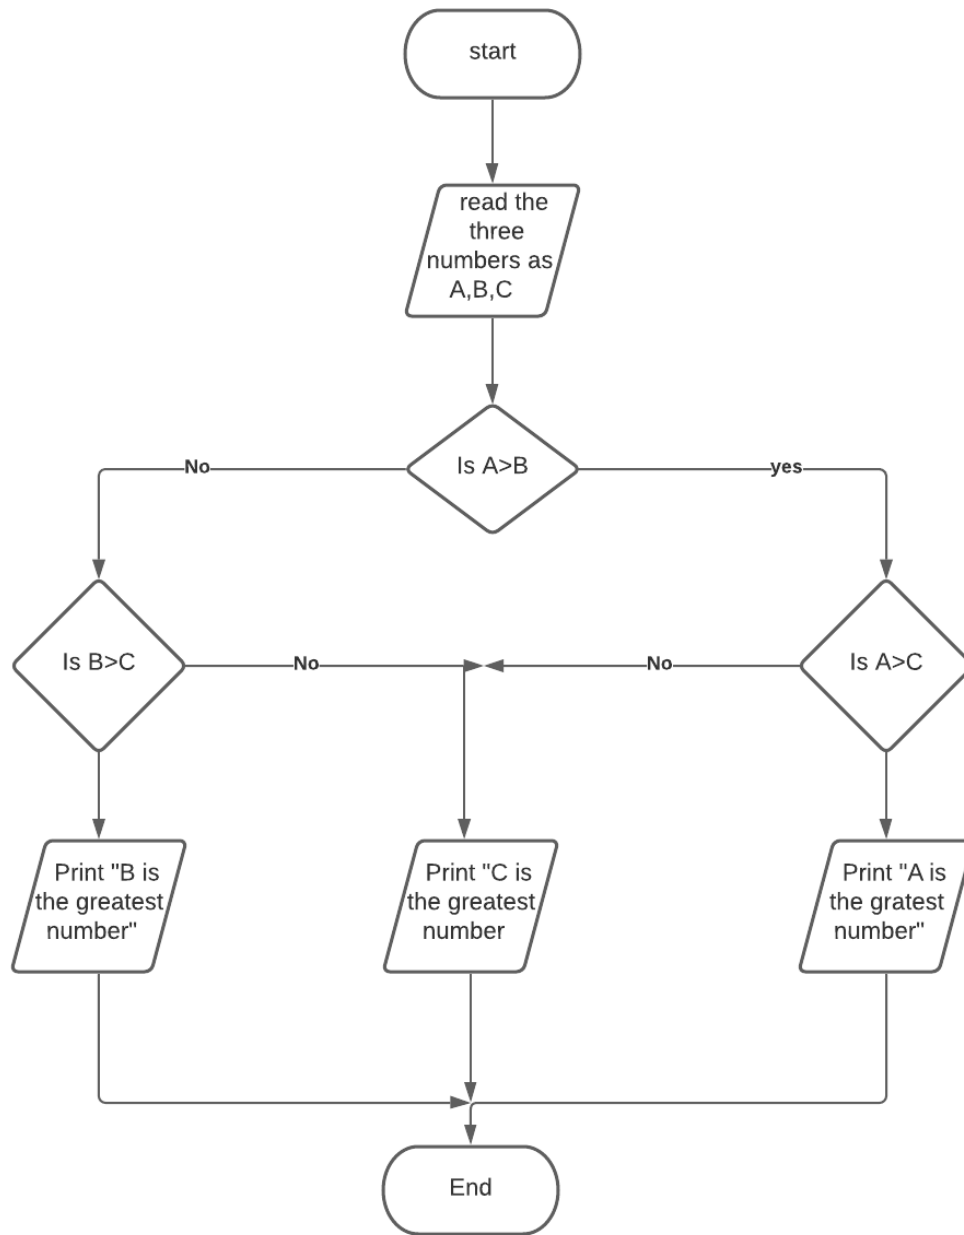 start
read the
three
numbers as
A,B,C
Is A>B
No
yes
Is B>C
No
No
Is A>C
Print "B is
the greatest
number"
Print "C is
the greatest
number
Print "A is
the gratest
number"
End